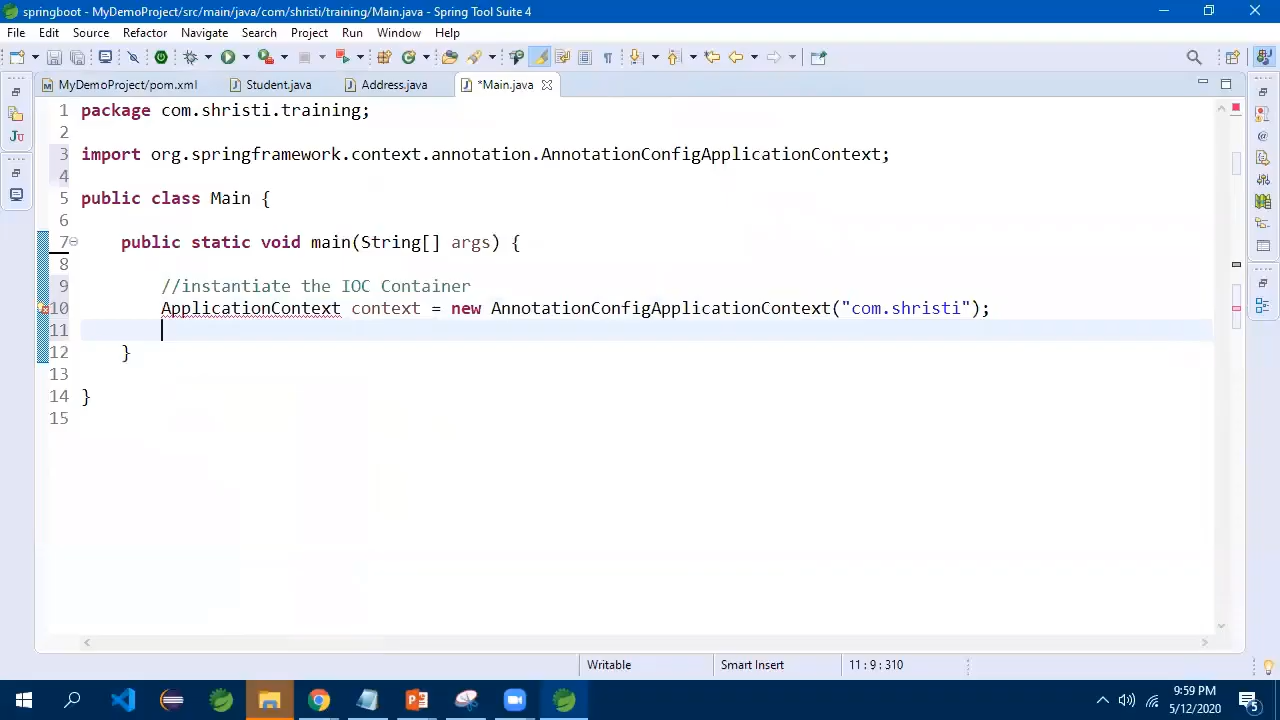 springboot - MyDemoProject/src/main/java/com/shristi/training/Main.java - Spring Tool Suite 4
File Edit Source Refactor Navigate Search Project Run Window Help
MyDemoProject/pom.xml Student.java Address.java *Main.java
1 package com.shristi.training;
2
3 import org.springframework.context.annotation.AnnotationConfigApplicationContext;
4
5 public class Main {
6
7 public static void main(String[] args) {
8
9 //instantiate the IOC Container
10 ApplicationContext context = new AnnotationConfigApplicationContext("com.shristi");
11
12 }
13
14 }
15
Writable Smart Insert 11 : 9 : 310
9:59 PM
5/12/2020
5